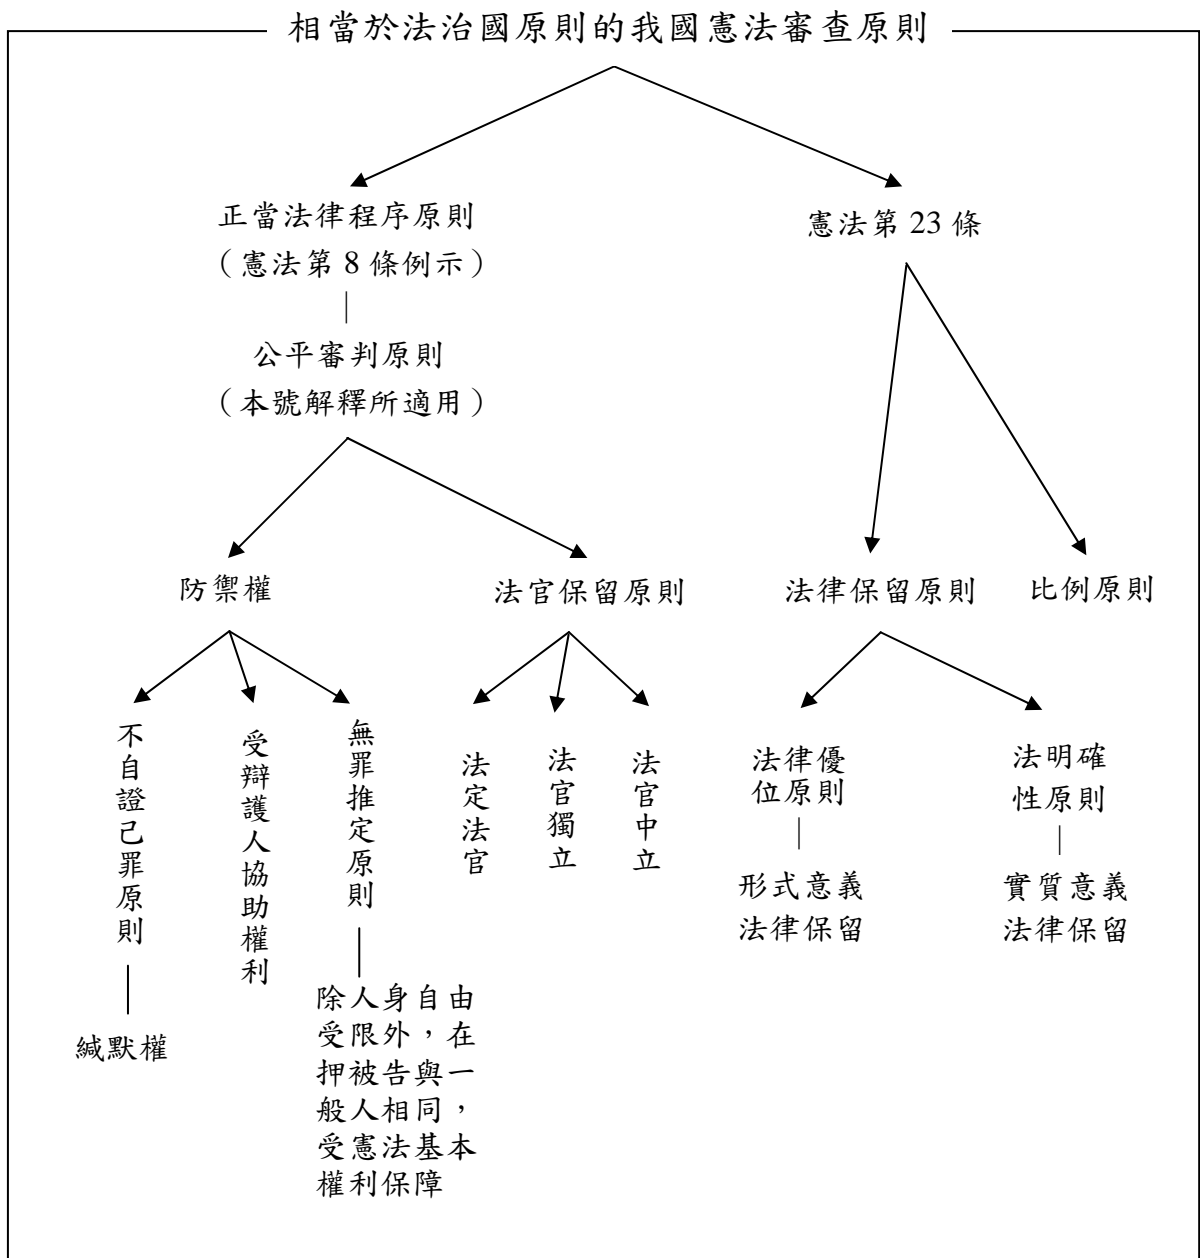 相當於法治國原則的我國憲法審查原則
正當法律程序原則
（憲法第 8 條例示）
憲法第 23 條
公平審判原則
（本號解釋所適用）
防禦權
法官保留原則
法律保留原則
比例原則
不自證己罪原則
緘默權
受辯護人協助權利
無罪推定原則
除人身自由
受限外，在
押被告與一
般人相同，
受憲法基本
權利保障
法定法官
法官獨立
法官中立
法律優
位原則
形式意義
法律保留
法明確
性原則
實質意義
法律保留